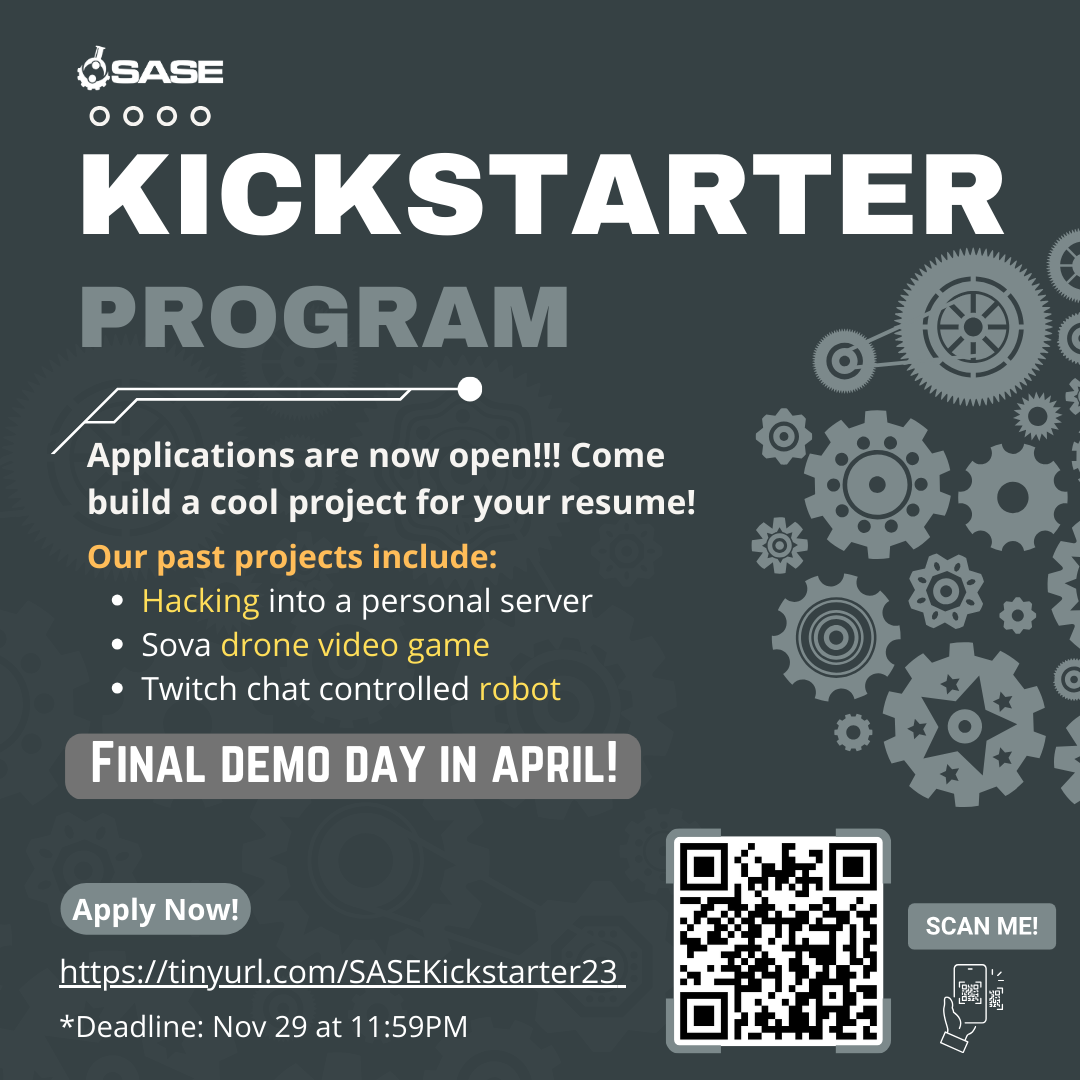 SASE
KICKSTARTER
PROGRAM
Applications are now open!!! Come
build a cool project for your resume!
Our past projects include:
• Hacking into a personal server
• Sova drone video game
• Twitch chat controlled robot
FINAL DEMO DAY IN APRIL!
Apply Now!
https://tinyurl.com/SASEKickstarter23
*Deadline: Nov 29 at 11:59PM
SCAN ME!